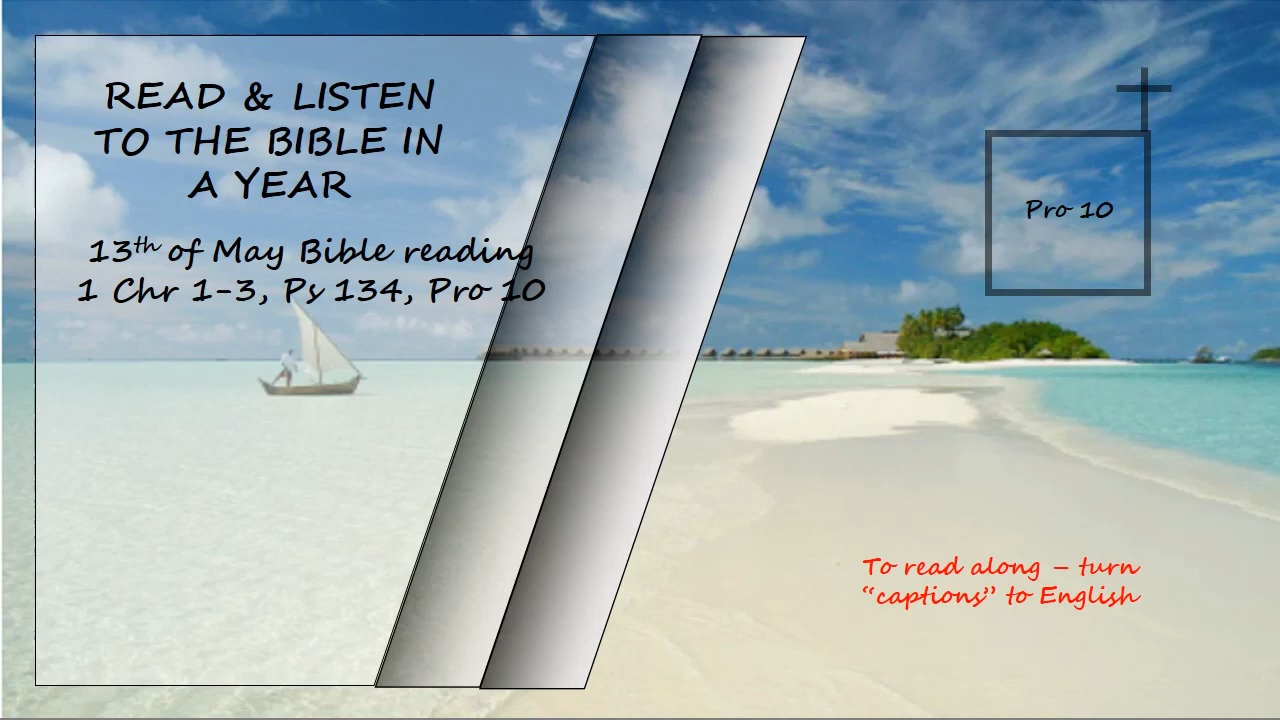 READ & LISTEN
TO THE BIBLE IN
A YEAR
13th of May Bible reading
1 Chr 1-3, Ps 134, Pro 10
Pro 10
To read along – turn
“captions” to English